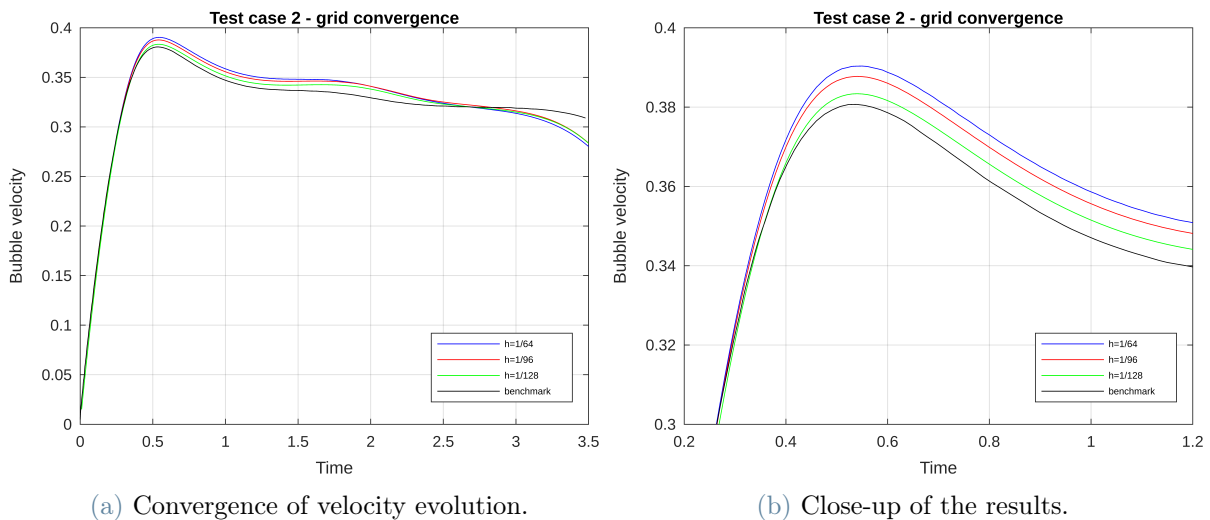 Test case 2 - grid convergence
0.4
0.35
0.3
0.25
0.2
0.15
0.1
0.05
0
Bubble velocity
h=1/64
h=1/96
h=1/128
benchmark
0 0.5 1 1.5 2 2.5 3 3.5
Time
(a) Convergence of velocity evolution.
Test case 2 - grid convergence
0.4
0.38
0.36
0.34
0.32
0.3
Bubble velocity
h=1/64
h=1/96
h=1/128
benchmark
0.2 0.4 0.6 0.8 1 1.2
Time
(b) Close-up of the results.